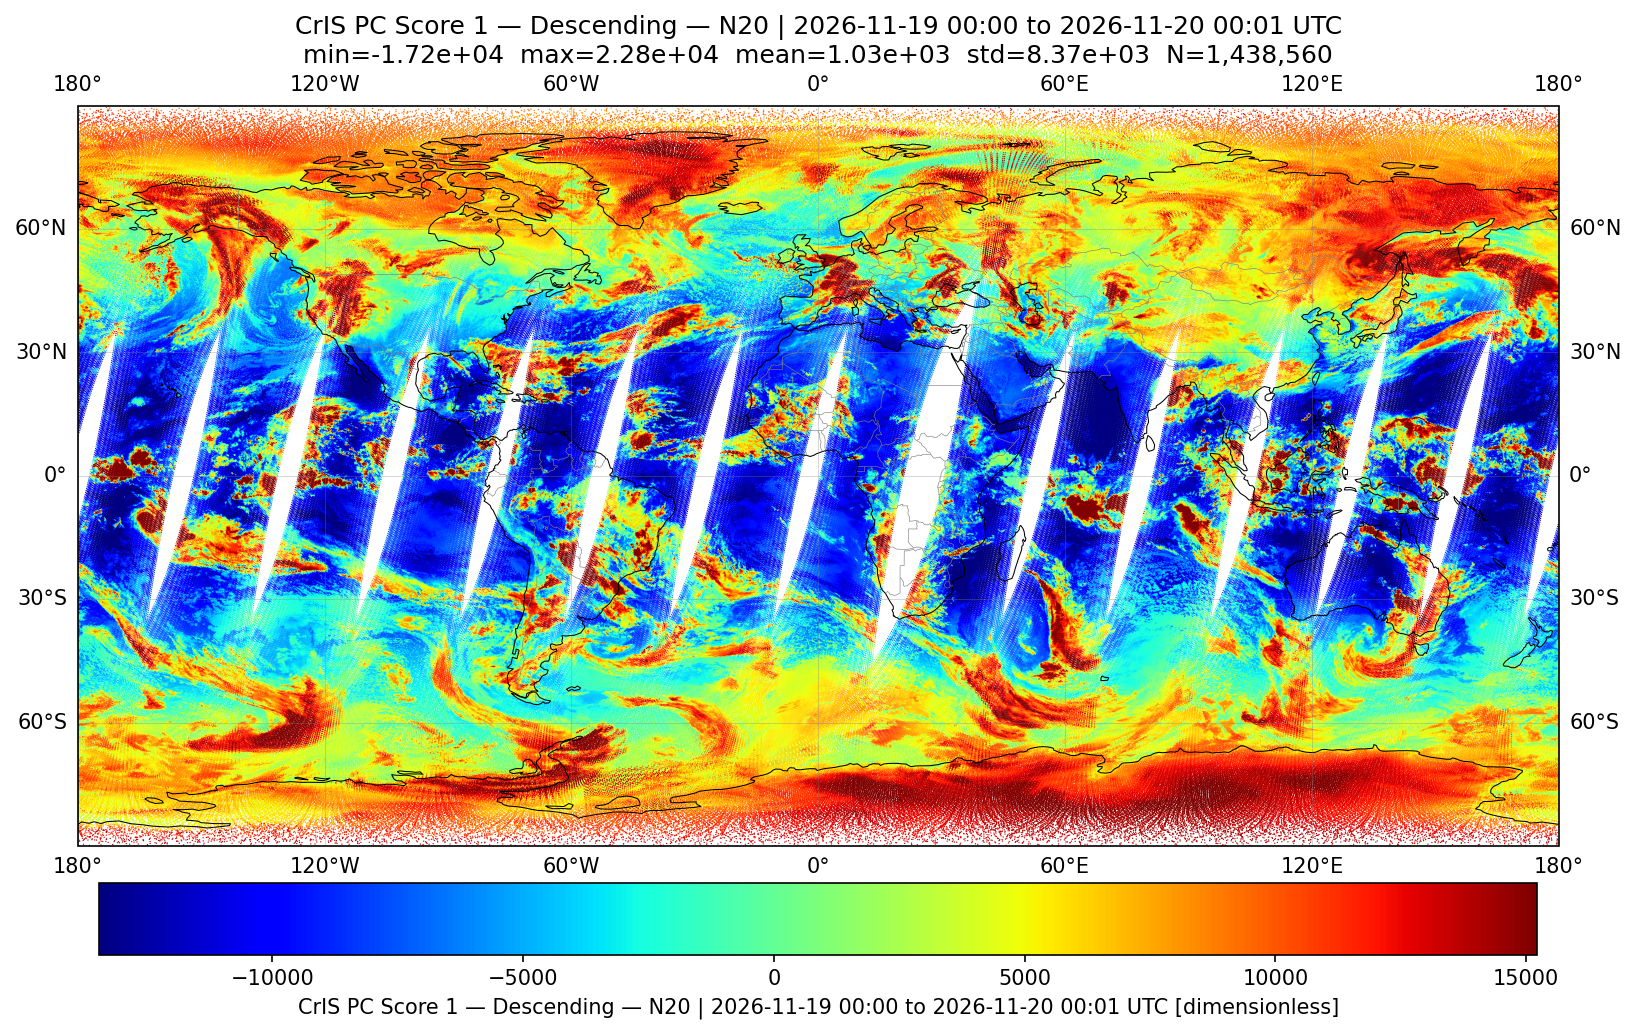 CrIS PC Score 1 — Descending — N20 | 2026-11-19 00:00 to 2026-11-20 00:01 UTC
min=-1.72e+04  max=2.28e+04  mean=1.03e+03  std=8.37e+03  N=1,438,560
180° 120°W 60°W 0° 60°E 120°E 180°
60°N 60°N
30°N 30°N
0° 0°
30°S 30°S
60°S 60°S
180° 120°W 60°W 0° 60°E 120°E 180°
−10000 −5000 0 5000 10000 15000
CrIS PC Score 1 — Descending — N20 | 2026-11-19 00:00 to 2026-11-20 00:01 UTC [dimensionless]